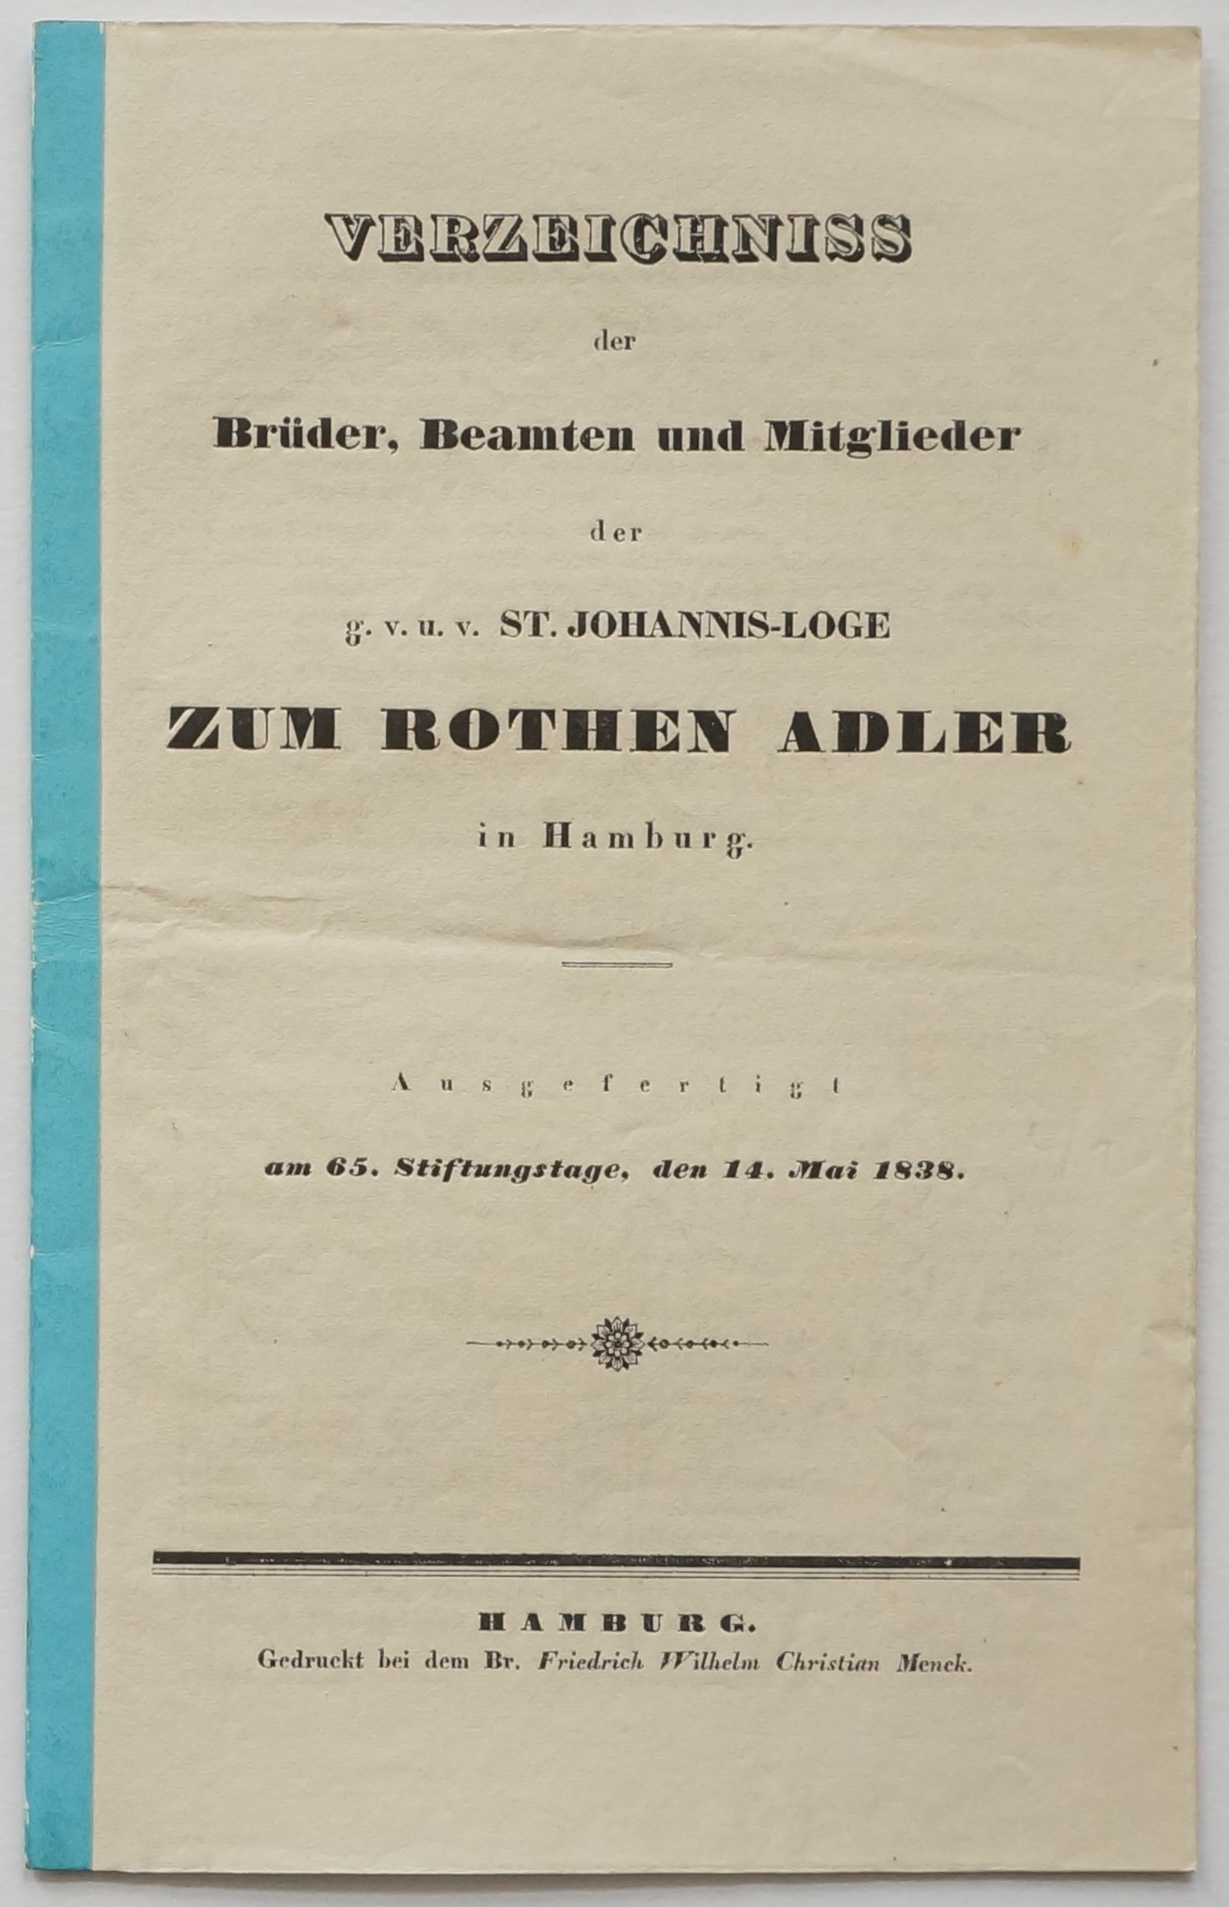 VERZEICHNISS
der
Brüder, Beamten und Mitglieder
der
g. v. u. v. ST. JOHANNIS-LOGE
ZUM ROTHEN ADLER
in Hamburg.
Ausgefertigt
am 65. Stiftungstage, den 14. Mai 1838.
HAMBURG.
Gedruckt bei dem Br. Friedrich Wilhelm Christian Menck.